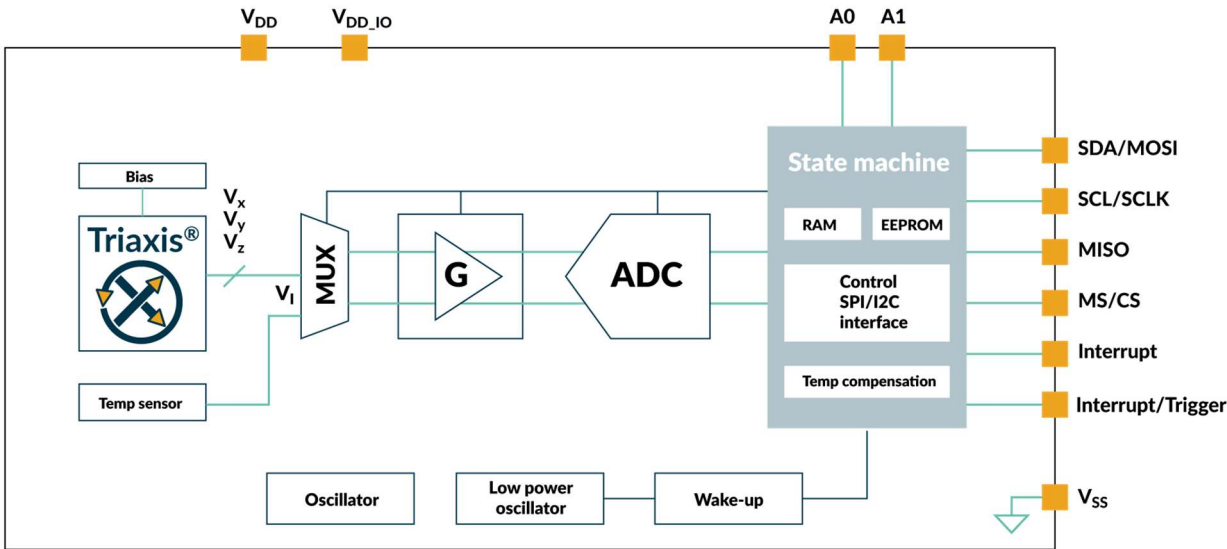 VDD
VDD_IO
A0
A1
SDA/MOSI
State machine
Bias
SCL/SCLK
Vx
Vy
Vz
RAM
EEPROM
Triaxis®
MISO
MUX
G
ADC
Control
SPI/I2C
interface
VI
MS/CS
Interrupt
Temp sensor
Temp compensation
Interrupt/Trigger
Oscillator
Low power
oscillator
Wake-up
VSS